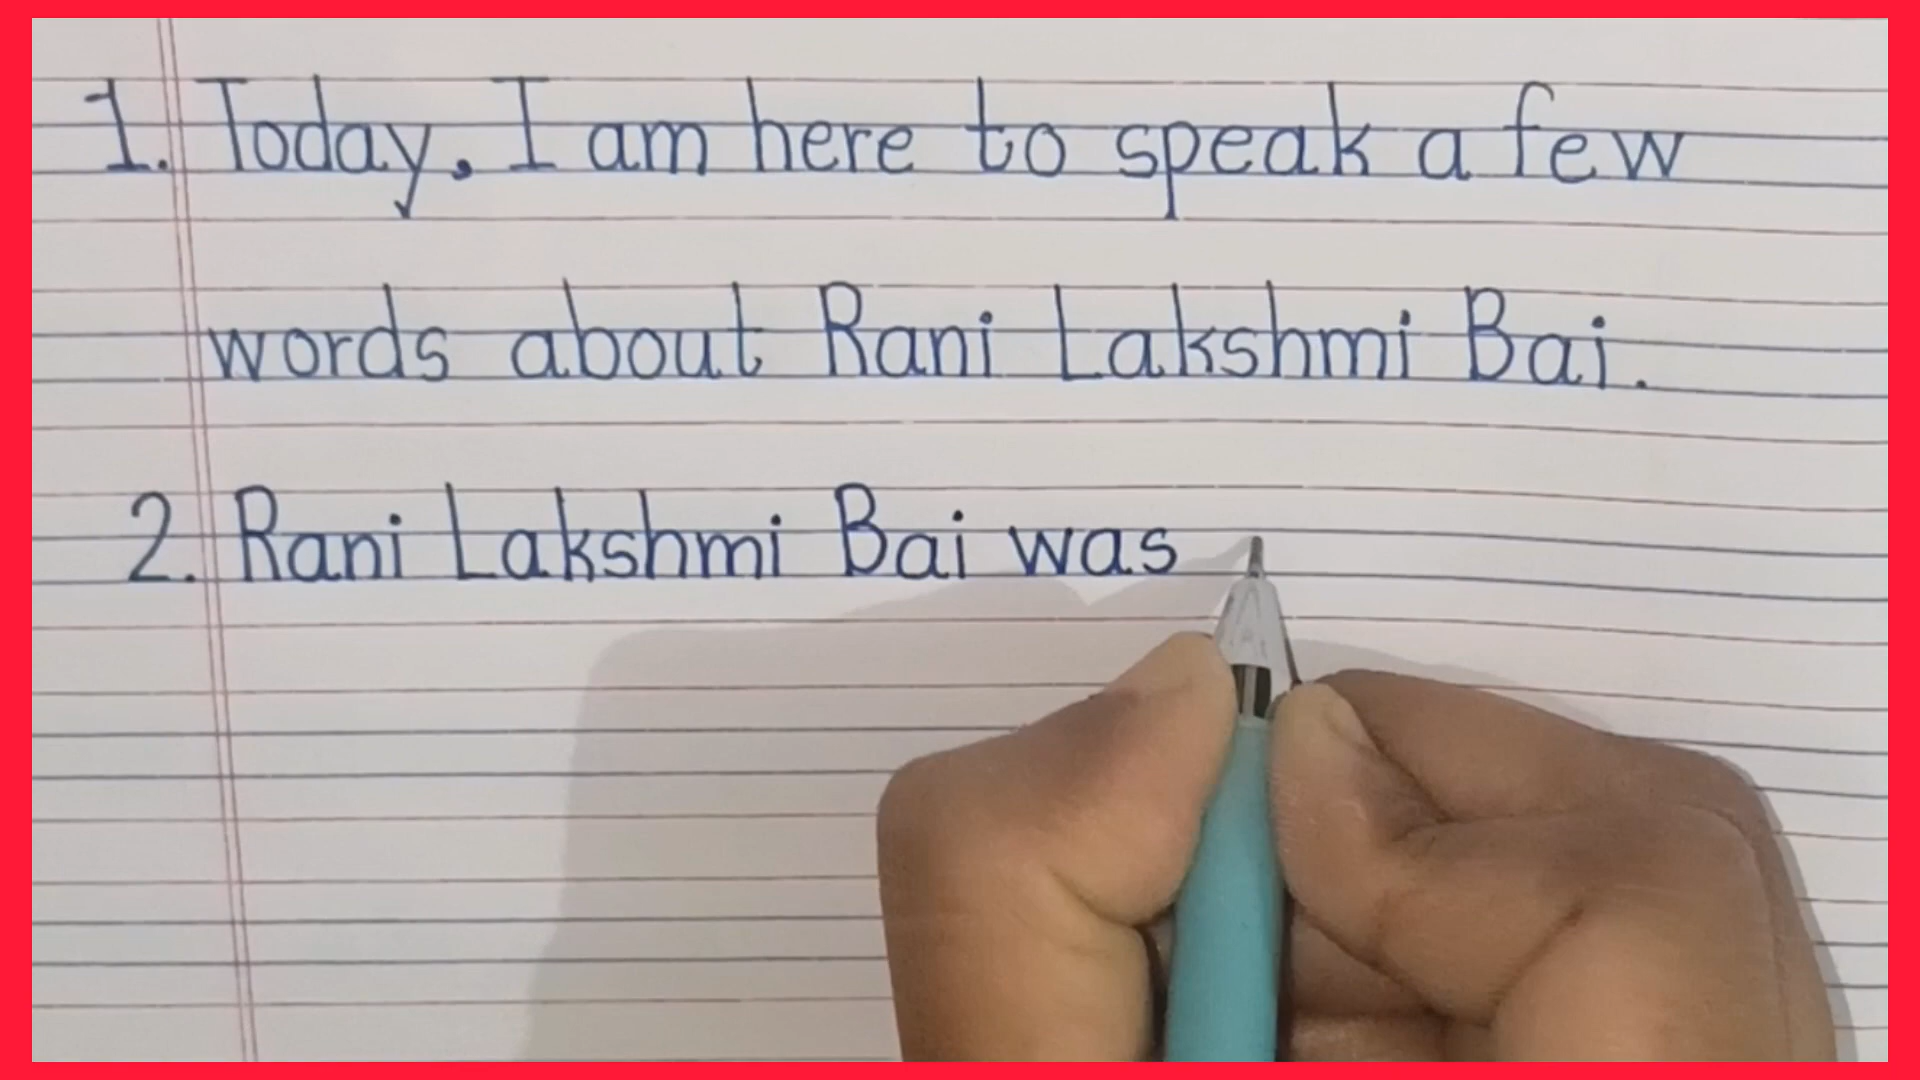 1. Today, I am here to speak a few
words about Rani Lakshmi Bai.
2. Rani Lakshmi Bai was